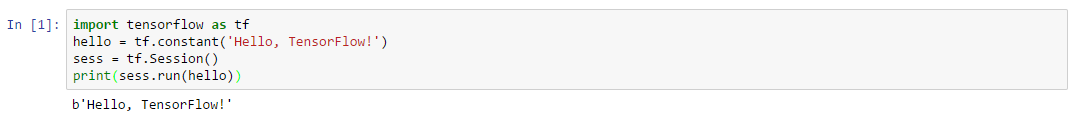 In [1]: import tensorflow as tf
hello = tf.constant('Hello, TensorFlow!')
sess = tf.Session()
print(sess.run(hello))
b'Hello, TensorFlow!'